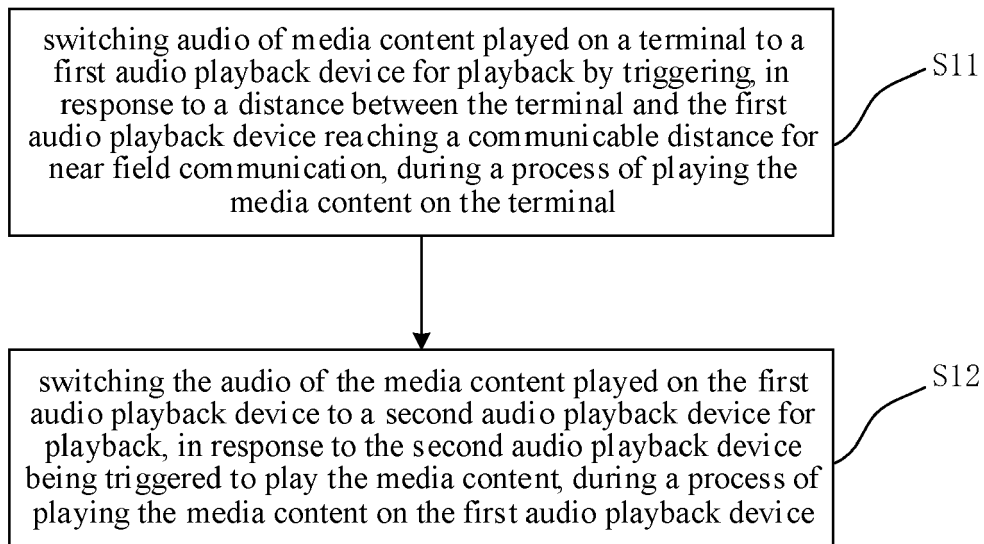 switching audio of media content played on a terminal to a
first audio playback device for playback by triggering, in
response to a distance between the terminal and the first
audio playback device reaching a communicable distance for
near field communication, during a process of playing the
media content on the terminal
S11
switching the audio of the media content played on the first
audio playback device to a second audio playback device for
playback, in response to the second audio playback device
being triggered to play the media content, during a process of
playing the media content on the first audio playback device
S12